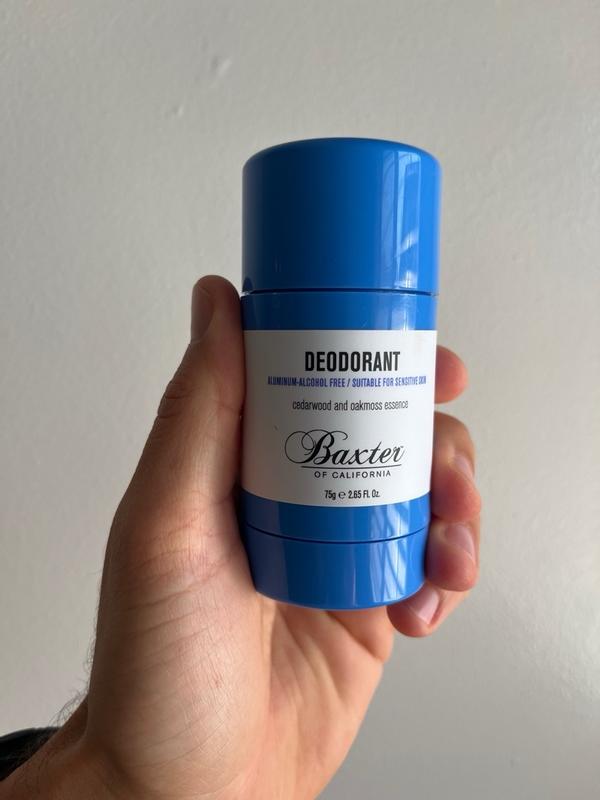 DEODORANT
ALUMINUM-ALCOHOL FREE / SUITABLE FOR SENSITIVE SKIN
cedarwood and oakmoss essence
Baxter™
OF CALIFORNIA
75g ℮ 2.65 Fl. Oz.